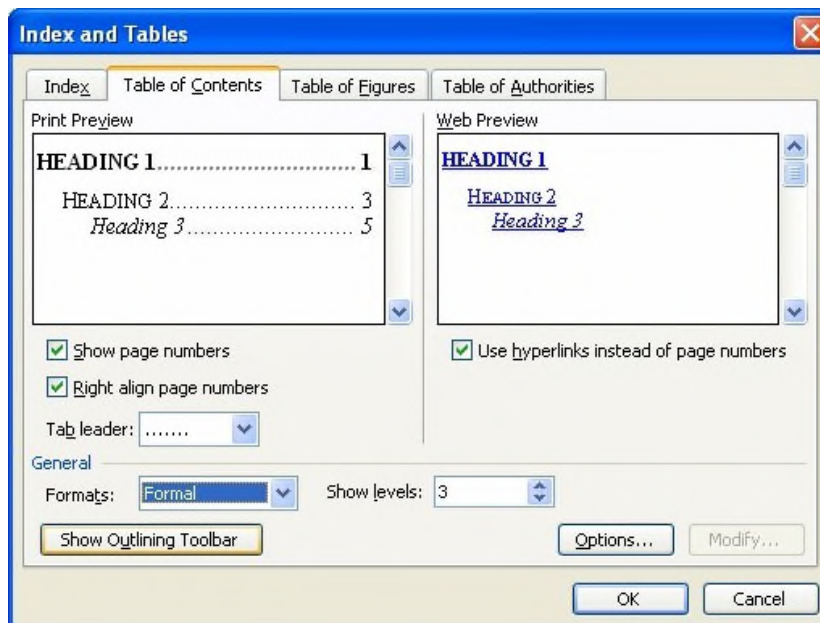 Index and Tables
Index
Table of Contents
Table of Figures
Table of Authorities
Print Preview
HEADING 1............................ 1
HEADING 2............................ 3
Heading 3............................ 5
Web Preview
HEADING 1
HEADING 2
Heading 3
Show page numbers
Right align page numbers
Tab leader: .......
Use hyperlinks instead of page numbers
General
Formats: Formal
Show levels: 3
Show Outlining Toolbar
Options...
Modify...
OK
Cancel